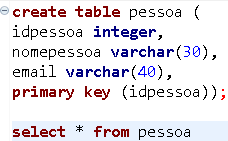 create table pessoa (
idpessoa integer,
nomepessoa varchar(30),
email varchar(40),
primary key (idpessoa));
select * from pessoa